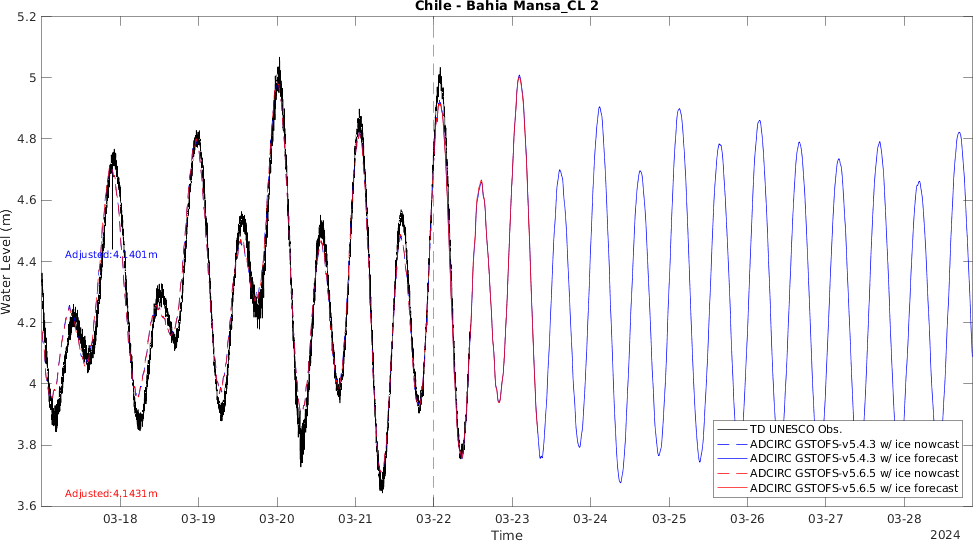 Chile - Bahia Mansa_CL 2
Water Level (m)
5.2
5
4.8
4.6
4.4
4.2
4
3.8
3.6
Adjusted:4.1401m
Adjusted:4.1431m
TD UNESCO Obs.
ADCIRC GSTOFS-v5.4.3 w/ ice nowcast
ADCIRC GSTOFS-v5.4.3 w/ ice forecast
ADCIRC GSTOFS-v5.6.5 w/ ice nowcast
ADCIRC GSTOFS-v5.6.5 w/ ice forecast
03-18 03-19 03-20 03-21 03-22 03-23 03-24 03-25 03-26 03-27 03-28
Time
2024